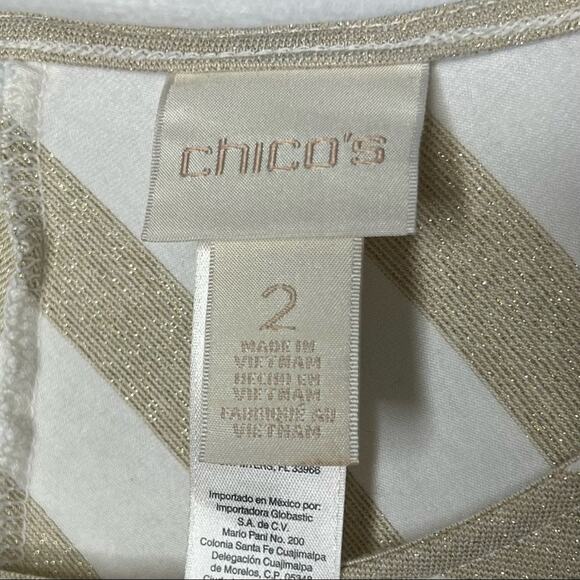 chico's
2
MADE IN
VIETNAM
HECHO EN
VIETNAM
FABRIQUÉ AU
VIETNAM
MYERS, FL 33966
Importado en México por:
Importadora Globastic
S.A. de C.V.
Mario Pani No. 200
Colonia Santa Fe Cuajimalpa
Delegación Cuajimalpa
de Morelos, C.P. 05348